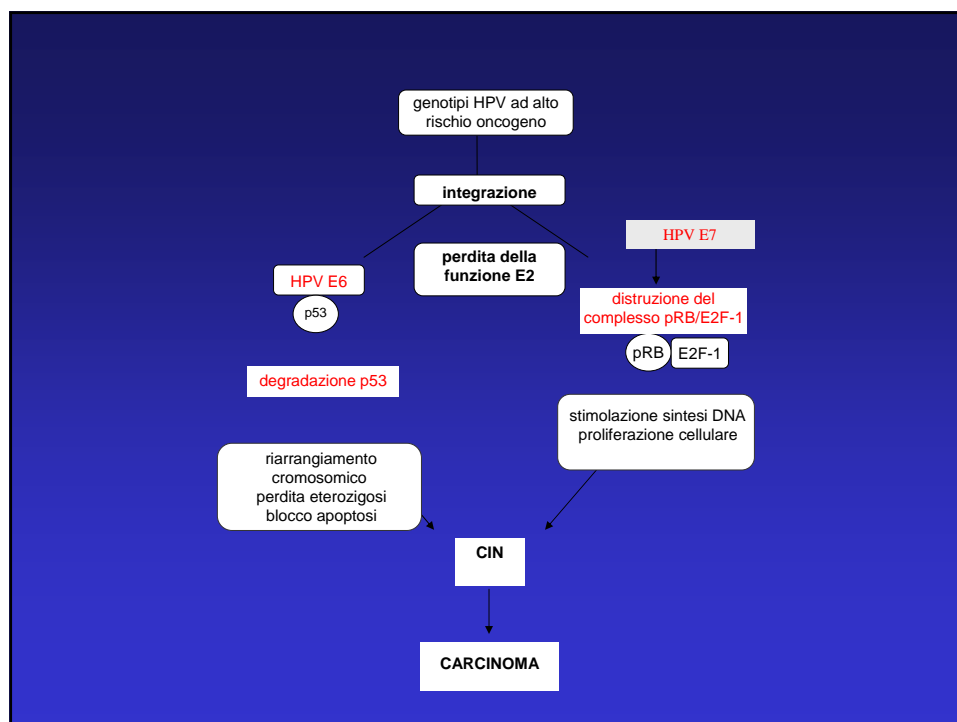 genotipi HPV ad alto
rischio oncogeno
integrazione
perdita della
funzione E2
HPV E6
p53
degradazione p53
riarrangiamento
cromosomico
perdita eterozigosi
blocco apoptosi
HPV E7
distruzione del
complesso pRB/E2F-1
pRB
E2F-1
stimolazione sintesi DNA
proliferazione cellulare
CIN
CARCINOMA